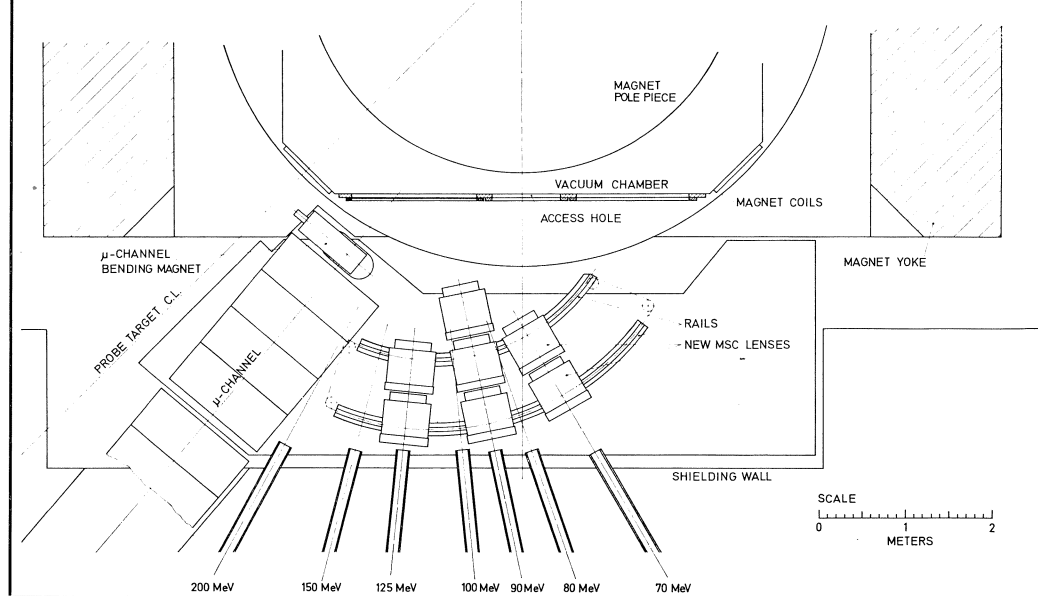 MAGNET
POLE PIECE
VACUUM CHAMBER
MAGNET COILS
ACCESS HOLE
μ-CHANNEL
BENDING MAGNET
MAGNET YOKE
PROBE TARGET C.L.
μ-CHANNEL
RAILS
NEW MSC LENSES
SHIELDING WALL
SCALE
0 1 2
METERS
200 MeV 150 MeV 125 MeV 100 MeV 90 MeV 80 MeV 70 MeV